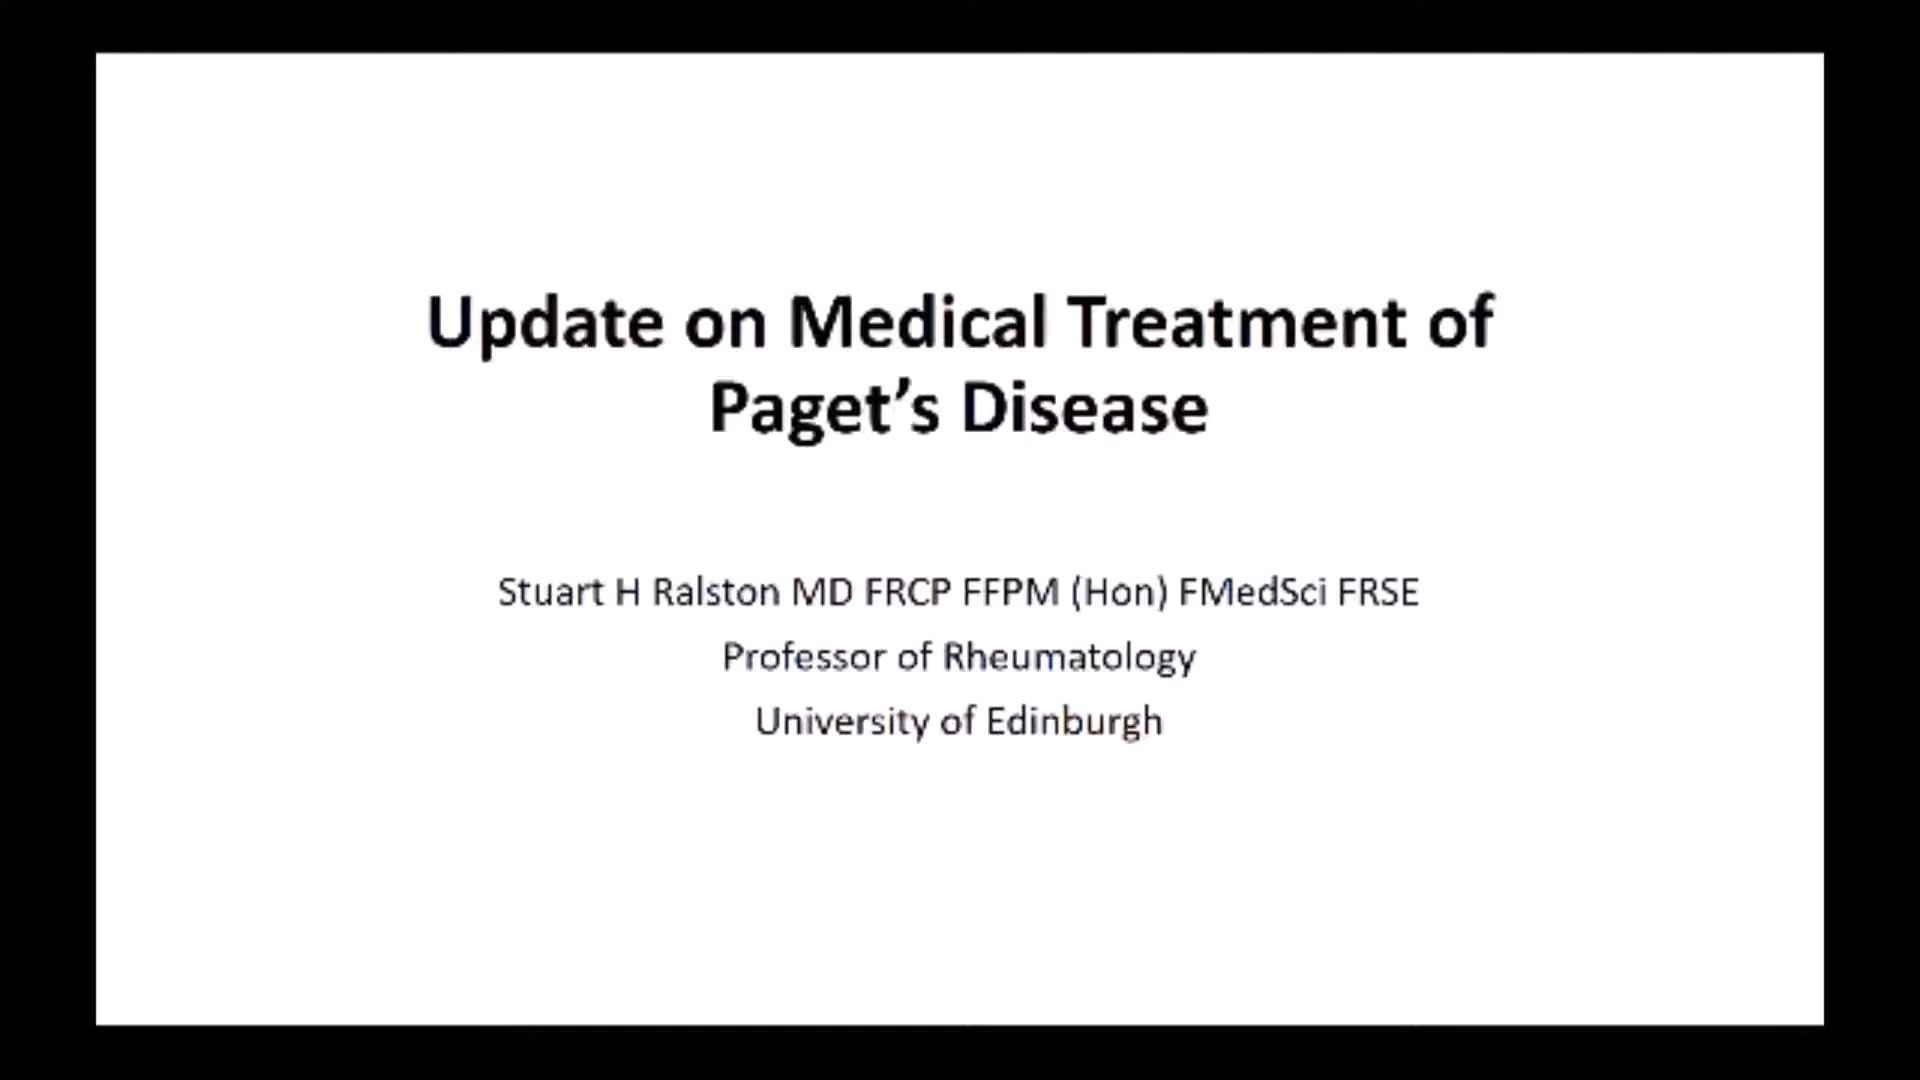 Update on Medical Treatment of
Paget’s Disease
Stuart H Ralston MD FRCP FFPM (Hon) FMedSci FRSE
Professor of Rheumatology
University of Edinburgh